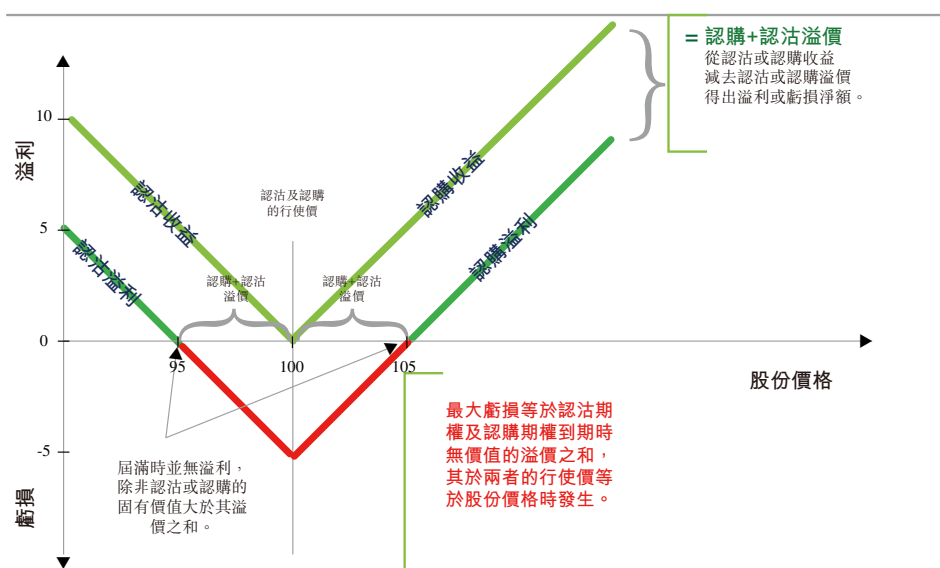 = 認購+認沽溢價
從認沽或認購收益
減去認沽或認購溢價
得出溢利或虧損淨額。
10
溢利
認沽及認購
的行使價
認沽收益
認購收益
5
認沽溢利
認購溢利
認購+認沽
溢價
認購+認沽
溢價
0
95
100
105
股份價格
最大虧損等於認沽期
權及認購期權到期時
無價值的溢價之和，
其於兩者的行使價等
於股份價格時發生。
-5
屆滿時並無溢利，
除非認沽或認購的
固有價值大於其溢
價之和。
虧損